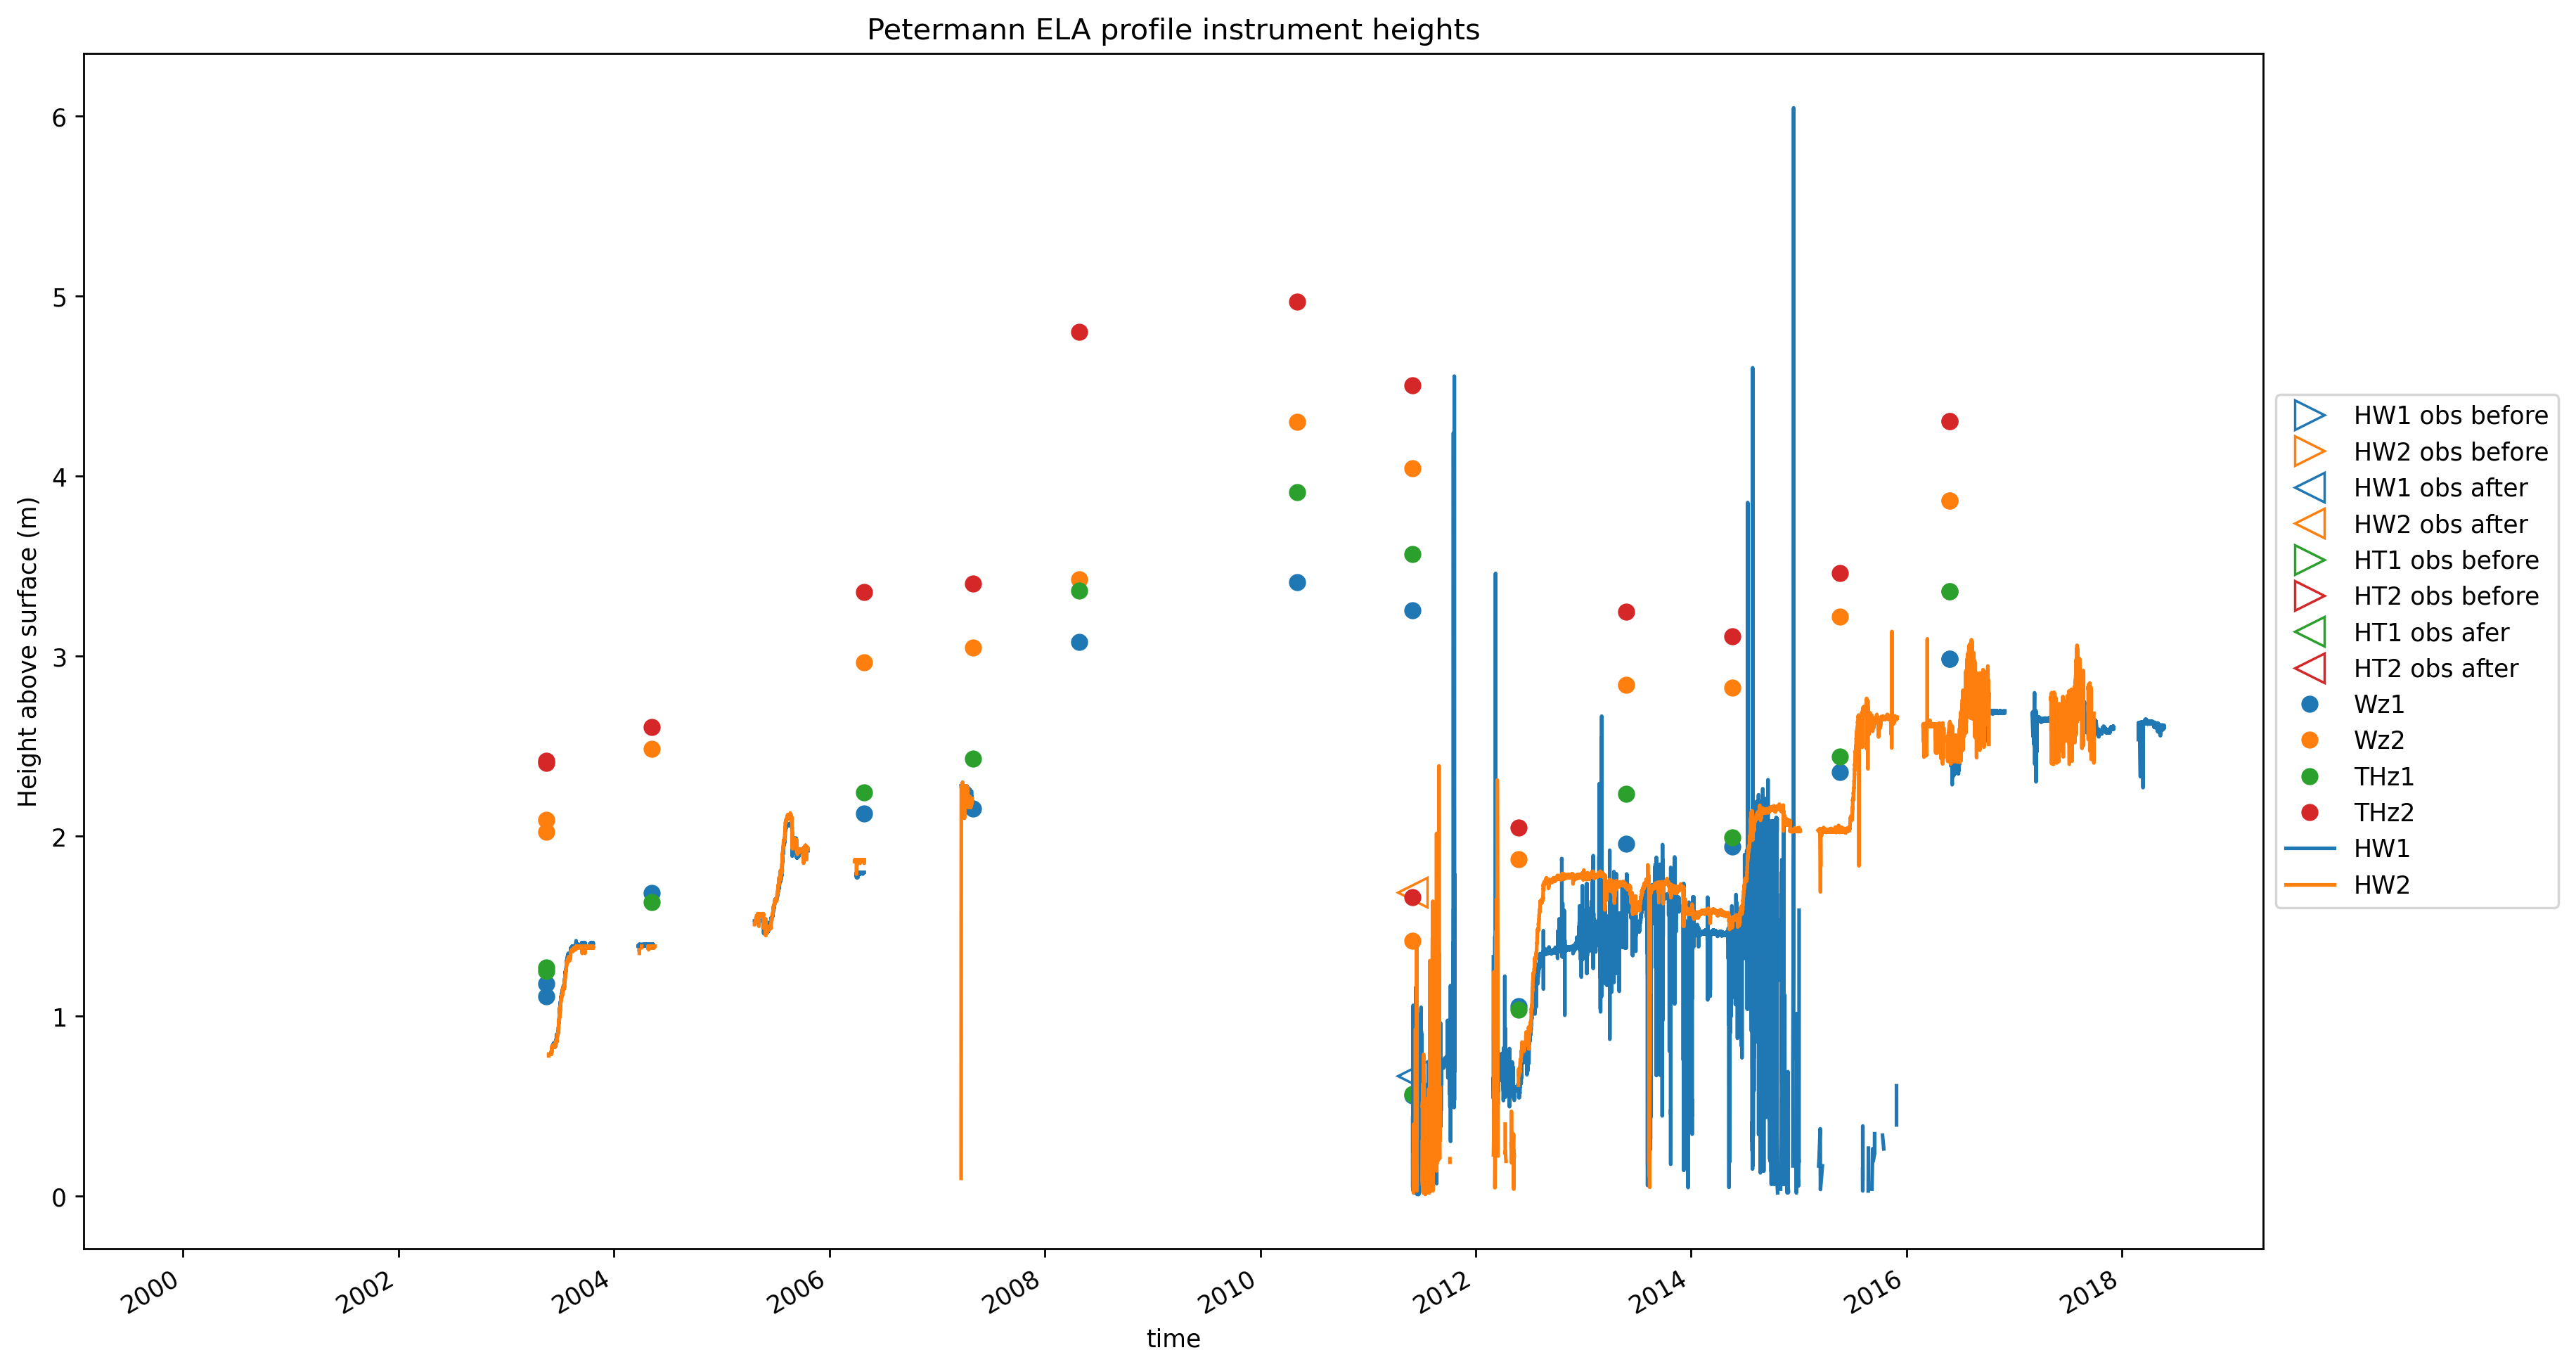 Petermann ELA profile instrument heights
Height above surface (m)
6
5
4
3
2
1
0
2000
2002
2004
2006
2008
2010
2012
2014
2016
2018
time
HW1 obs before
HW2 obs before
HW1 obs after
HW2 obs after
HT1 obs before
HT2 obs before
HT1 obs afer
HT2 obs after
Wz1
Wz2
THz1
THz2
HW1
HW2